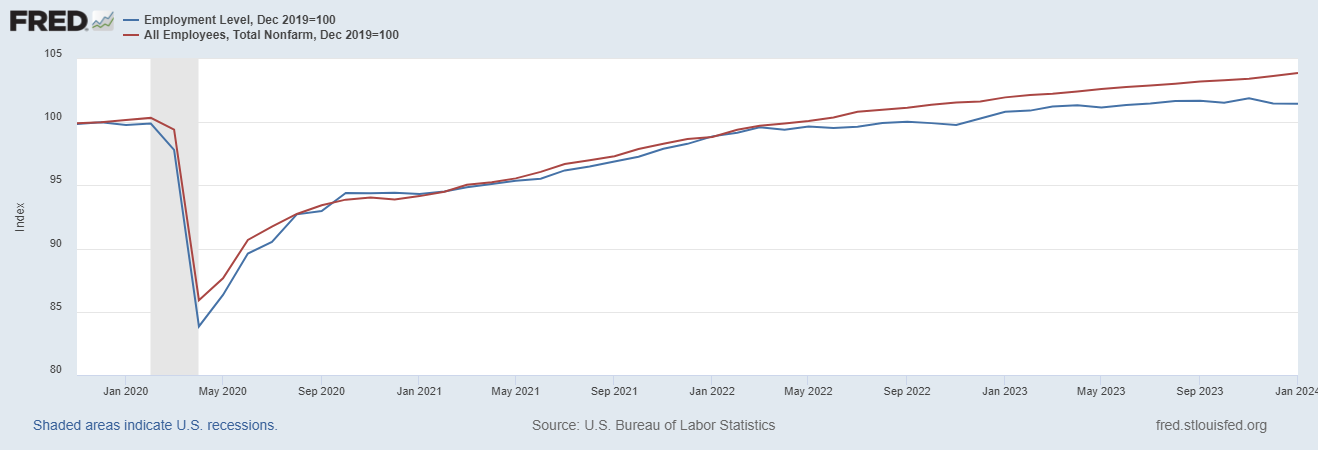 FRED
Employment Level, Dec 2019=100
All Employees, Total Nonfarm, Dec 2019=100
105
100
95
90
85
80
Index
Jan 2020 May 2020 Sep 2020 Jan 2021 May 2021 Sep 2021 Jan 2022 May 2022 Sep 2022 Jan 2023 May 2023 Sep 2023 Jan 2024
Shaded areas indicate U.S. recessions. Source: U.S. Bureau of Labor Statistics fred.stlouisfed.org